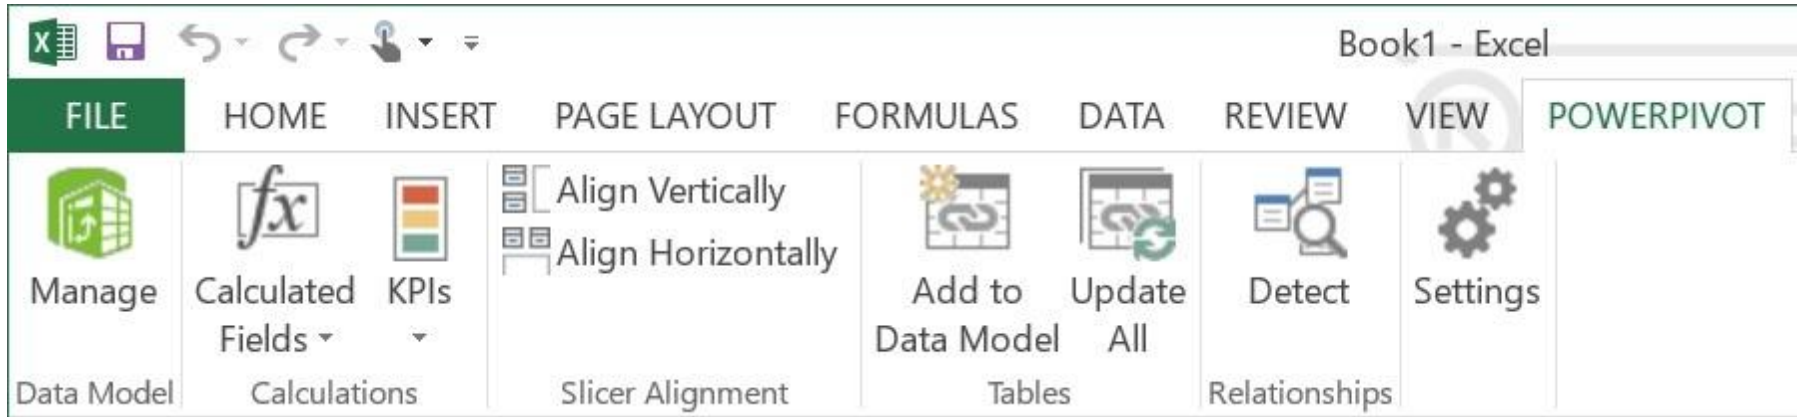 Book1 - Excel
FILE HOME INSERT PAGE LAYOUT FORMULAS DATA REVIEW VIEW POWERPIVOT
Manage
Calculated
Fields
KPIs
Align Vertically
Align Horizontally
Add to
Data Model
Update
All
Detect
Settings
Data Model Calculations Slicer Alignment Tables Relationships